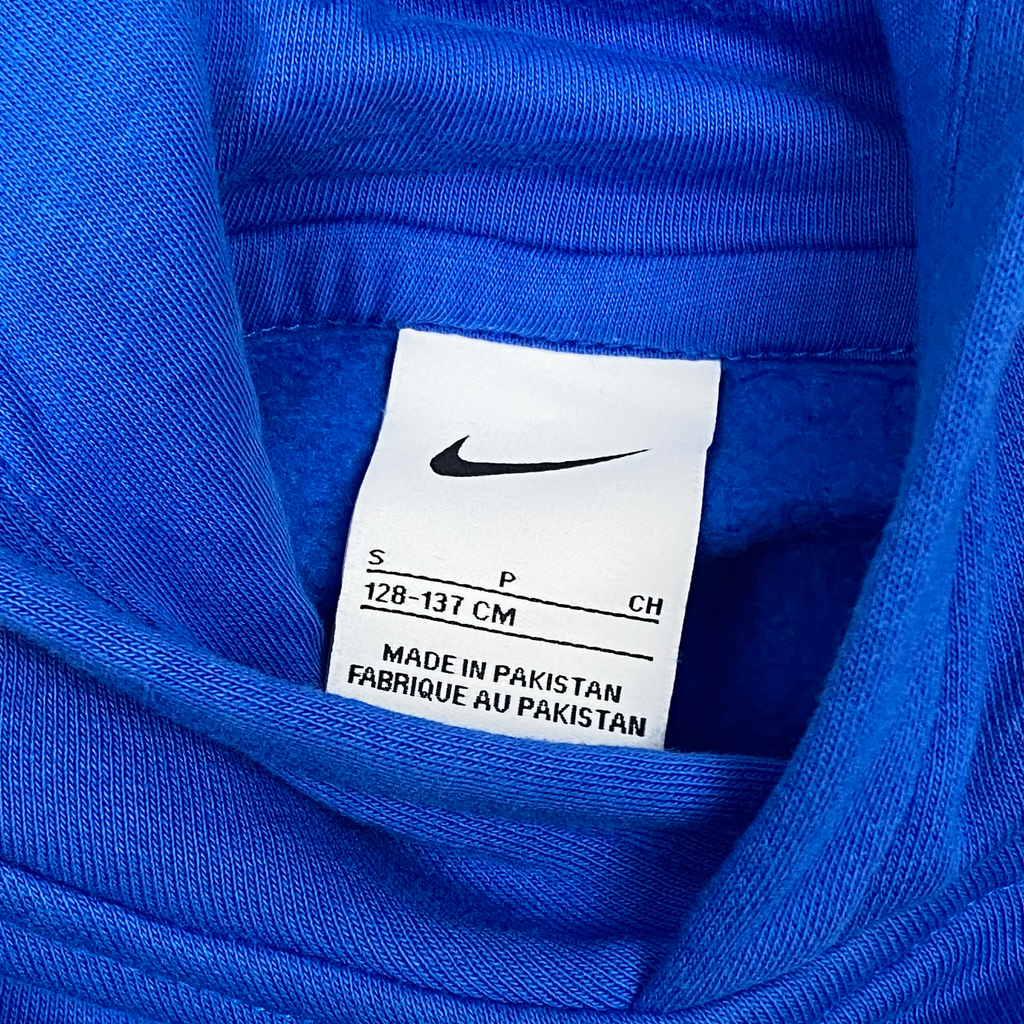 S P CH
128-137 CM
MADE IN PAKISTAN
FABRIQUE AU PAKISTAN